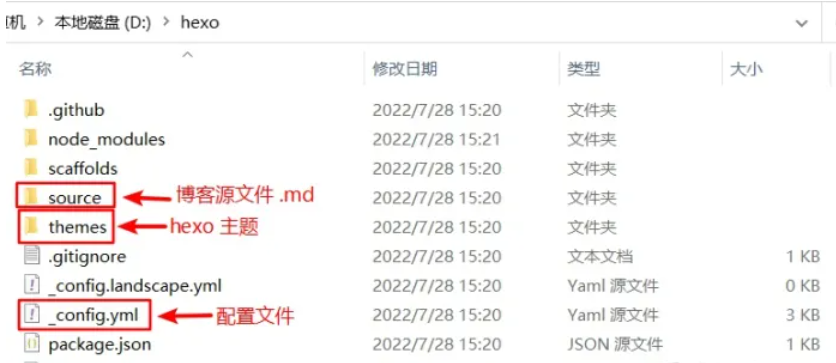 机 › 本地磁盘 (D:) › hexo
名称 修改日期 类型 大小
.github 2022/7/28 15:20 文件夹
node_modules 2022/7/28 15:21 文件夹
scaffolds 2022/7/28 15:20 文件夹
source 博客源文件 .md 2022/7/28 15:20 文件夹
themes hexo 主题 2022/7/28 15:20 文件夹
.gitignore 2022/7/28 15:20 文本文档 1 KB
_config.landscape.yml 2022/7/28 15:20 Yaml 源文件 0 KB
_config.yml 配置文件 2022/7/28 15:20 Yaml 源文件 3 KB
package.json 2022/7/28 15:20 JSON 源文件 1 KB